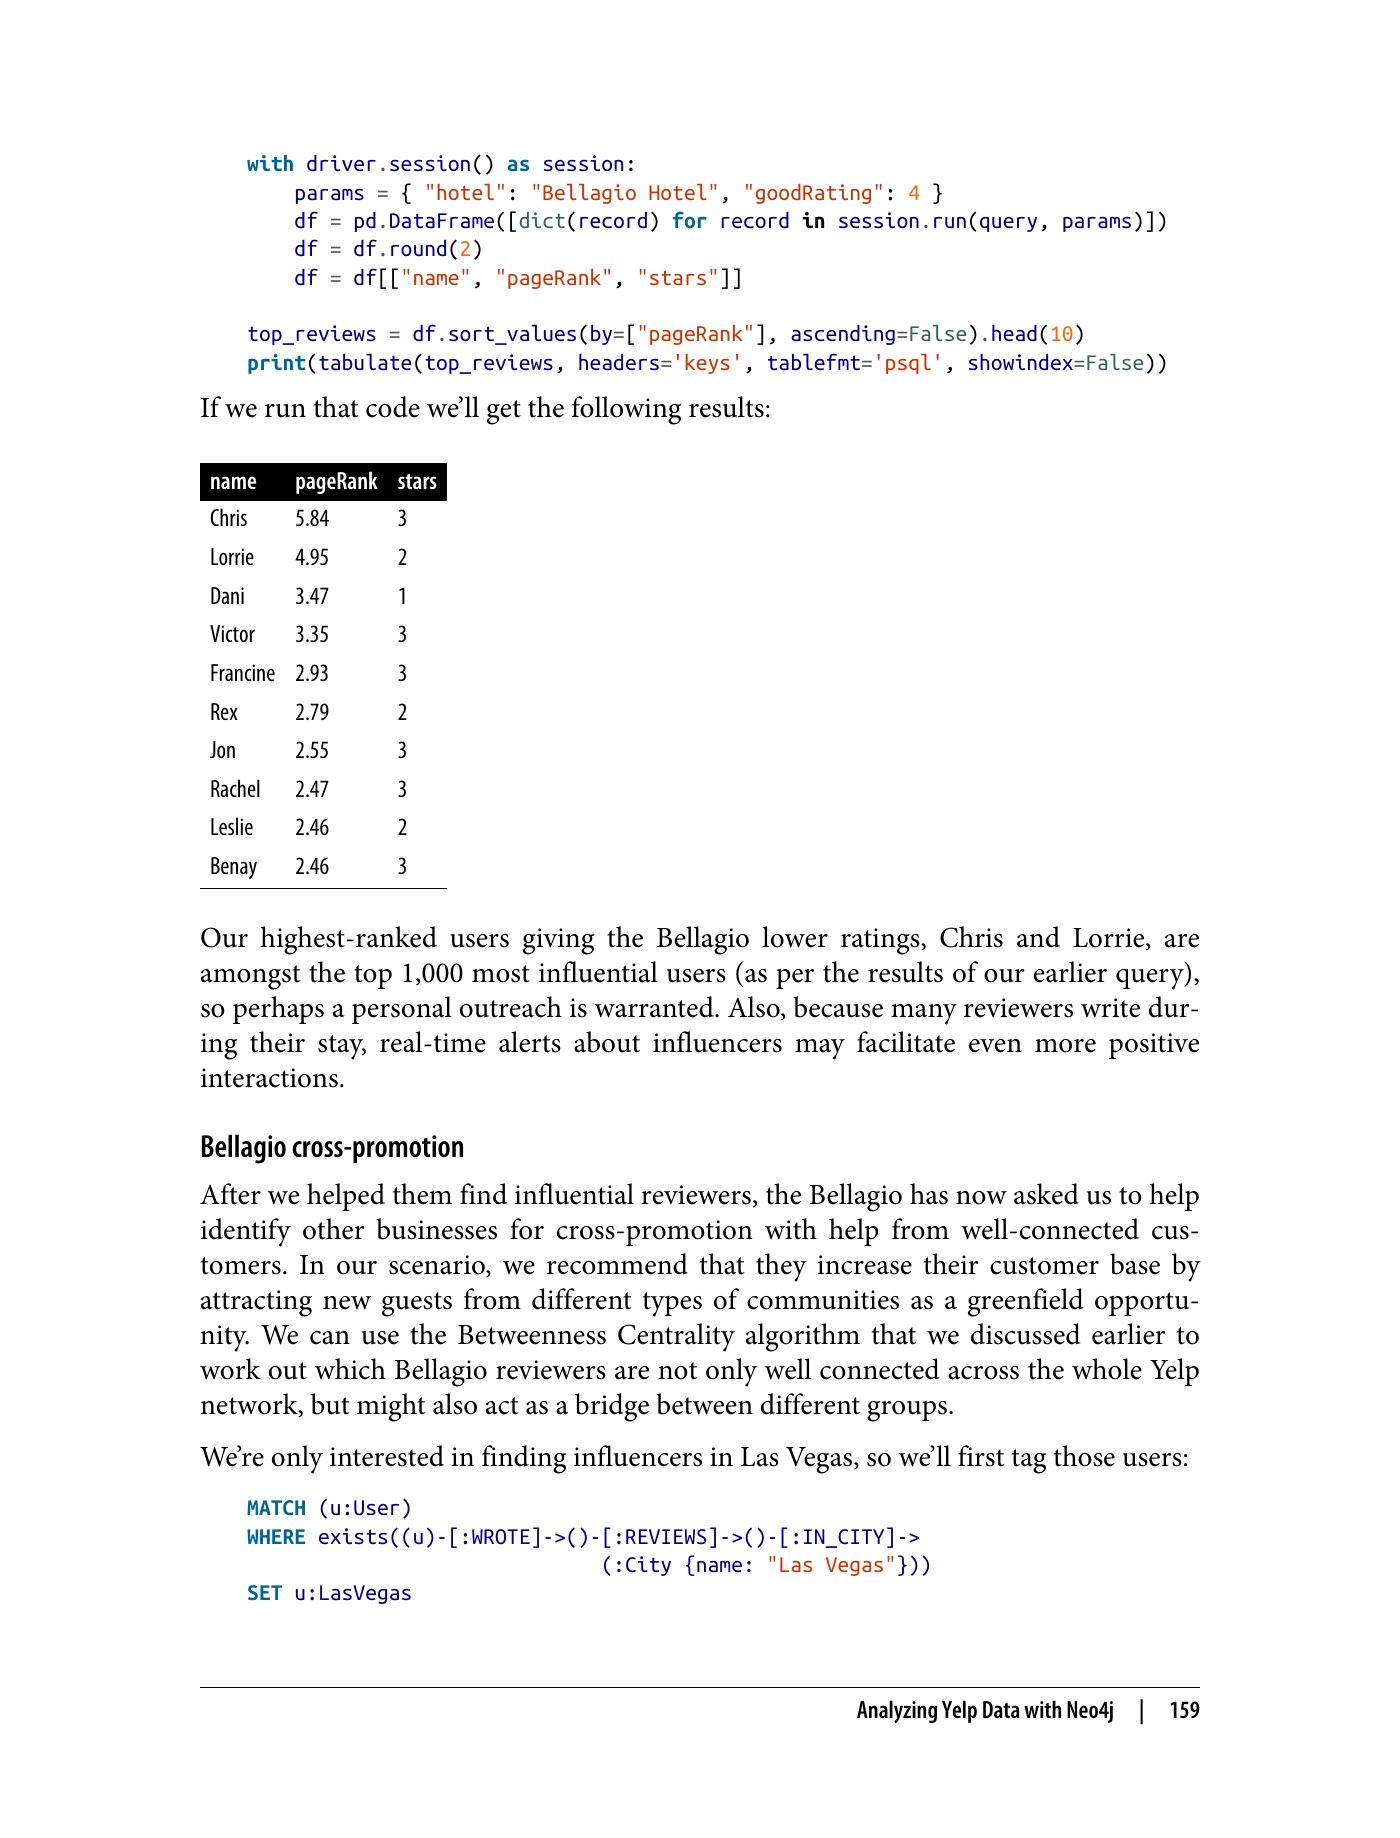 with driver.session() as session:
    params = { "hotel": "Bellagio Hotel", "goodRating": 4 }
    df = pd.DataFrame([dict(record) for record in session.run(query, params)])
    df = df.round(2)
    df = df[["name", "pageRank", "stars"]]
top_reviews = df.sort_values(by=["pageRank"], ascending=False).head(10)
print(tabulate(top_reviews, headers='keys', tablefmt='psql', showindex=False))
If we run that code we’ll get the following results:
name pageRank stars
Chris 5.84 3
Lorrie 4.95 2
Dani 3.47 1
Victor 3.35 3
Francine 2.93 3
Rex 2.79 2
Jon 2.55 3
Rachel 2.47 3
Leslie 2.46 2
Benay 2.46 3
Our highest-ranked users giving the Bellagio lower ratings, Chris and Lorrie, are
amongst the top 1,000 most influential users (as per the results of our earlier query),
so perhaps a personal outreach is warranted. Also, because many reviewers write dur-
ing their stay, real-time alerts about influencers may facilitate even more positive
interactions.
Bellagio cross-promotion
After we helped them find influential reviewers, the Bellagio has now asked us to help
identify other businesses for cross-promotion with help from well-connected cus-
tomers. In our scenario, we recommend that they increase their customer base by
attracting new guests from different types of communities as a greenfield opportu-
nity. We can use the Betweenness Centrality algorithm that we discussed earlier to
work out which Bellagio reviewers are not only well connected across the whole Yelp
network, but might also act as a bridge between different groups.
We’re only interested in finding influencers in Las Vegas, so we’ll first tag those users:
MATCH (u:User)
WHERE exists((u)-[:WROTE]->()-[:REVIEWS]->()-[:IN_CITY]->
                              (:City {name: "Las Vegas"}))
SET u:LasVegas
Analyzing Yelp Data with Neo4j | 159